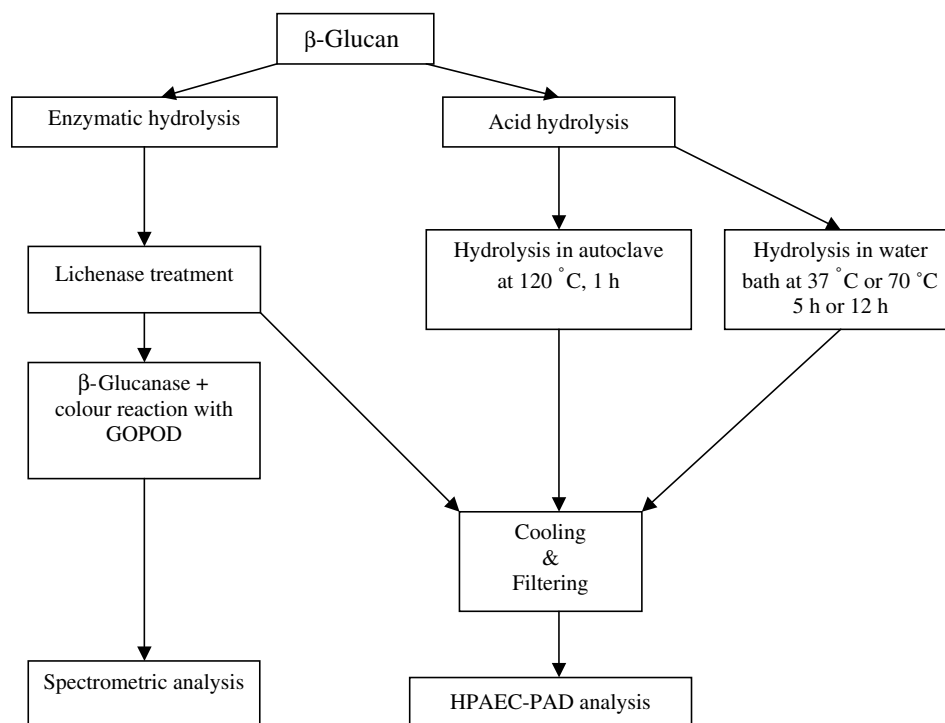 β-Glucan
Enzymatic hydrolysis
Acid hydrolysis
Lichenase treatment
Hydrolysis in autoclave
at 120 °C, 1 h
Hydrolysis in water
bath at 37 °C or 70 °C
5 h or 12 h
β-Glucanase +
colour reaction with
GOPOD
Cooling
&
Filtering
Spectrometric analysis
HPAEC-PAD analysis